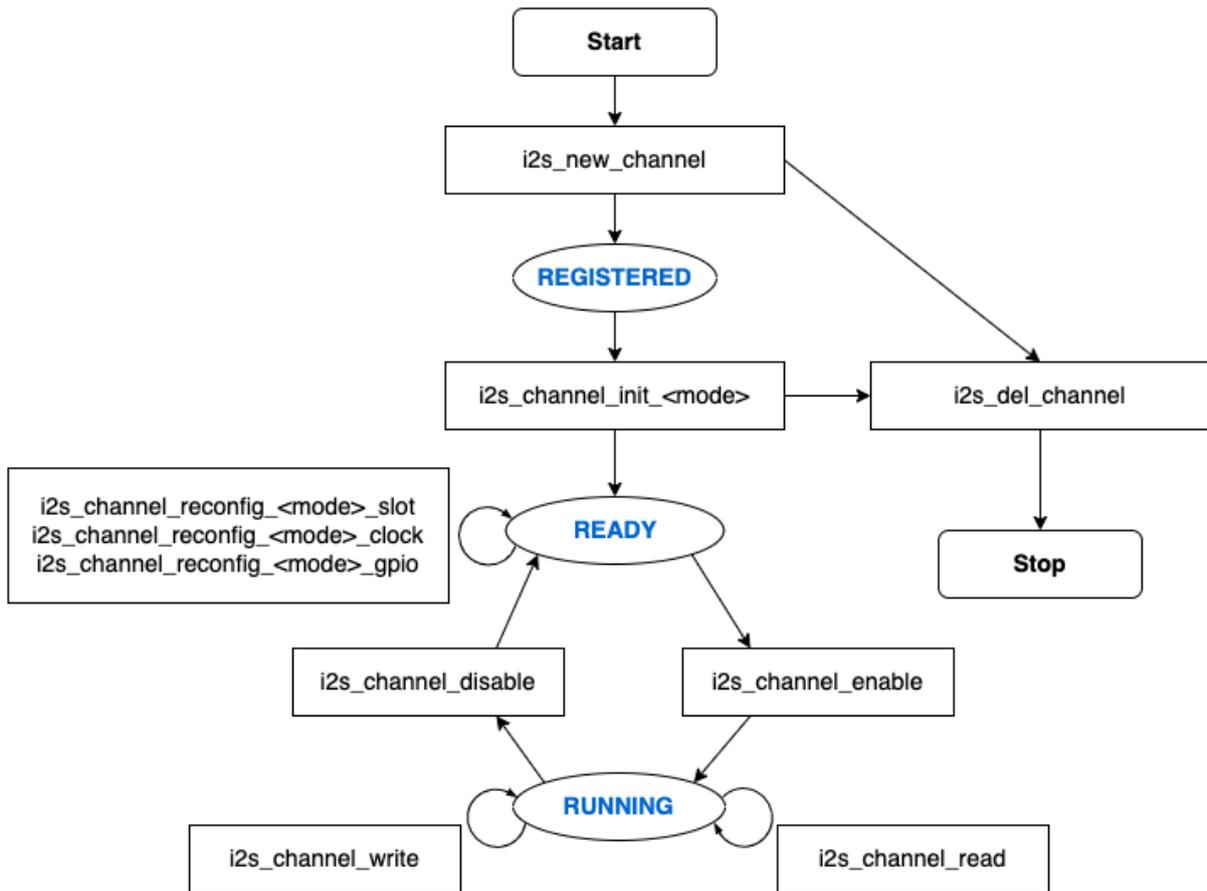 Start
i2s_new_channel
REGISTERED
i2s_channel_init_<mode>
i2s_del_channel
i2s_channel_reconfig_<mode>_slot
i2s_channel_reconfig_<mode>_clock
i2s_channel_reconfig_<mode>_gpio
READY
Stop
i2s_channel_disable
i2s_channel_enable
RUNNING
i2s_channel_write
i2s_channel_read